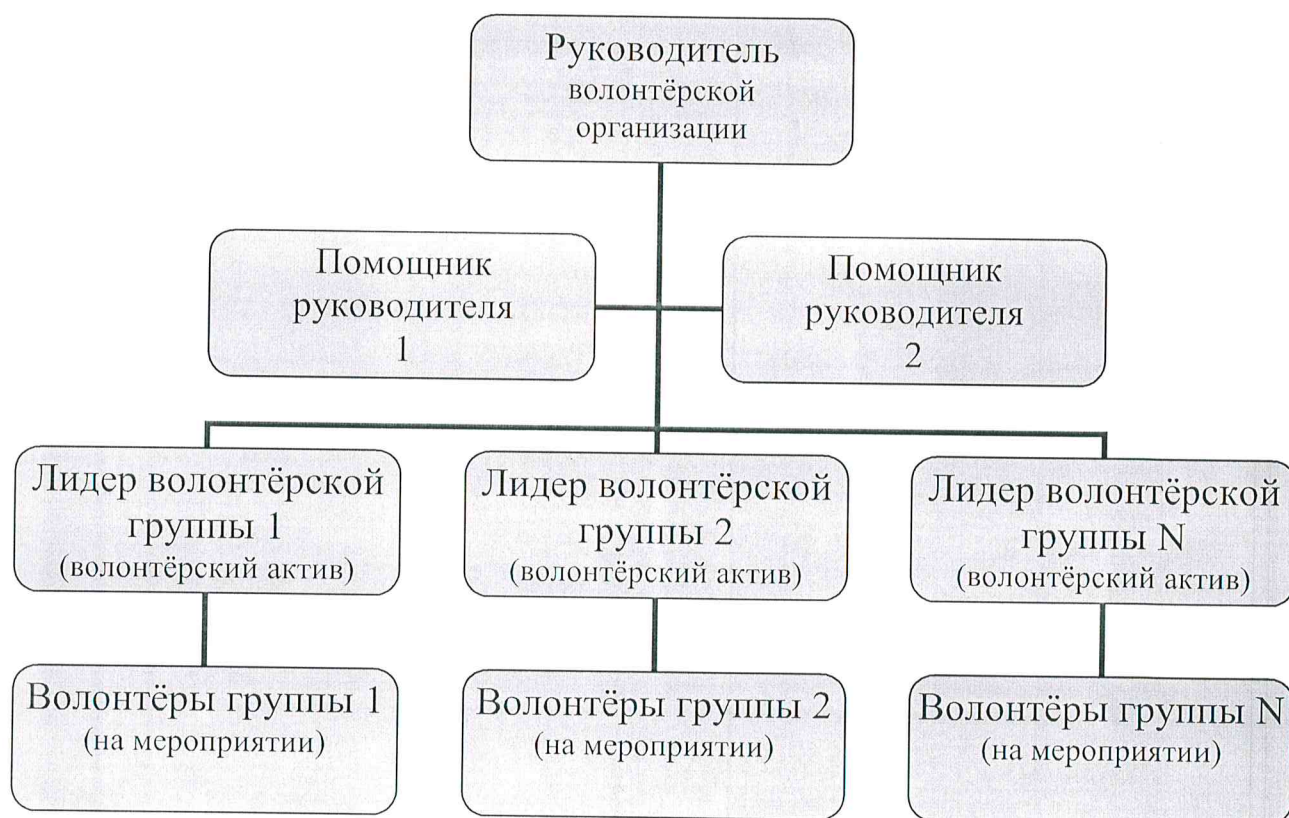 Руководитель
волонтёрской
организации
Помощник
руководителя
1
Помощник
руководителя
2
Лидер волонтёрской
группы 1
(волонтёрский актив)
Лидер волонтёрской
группы 2
(волонтёрский актив)
Лидер волонтёрской
группы N
(волонтёрский актив)
Волонтёры группы 1
(на мероприятии)
Волонтёры группы 2
(на мероприятии)
Волонтёры группы N
(на мероприятии)